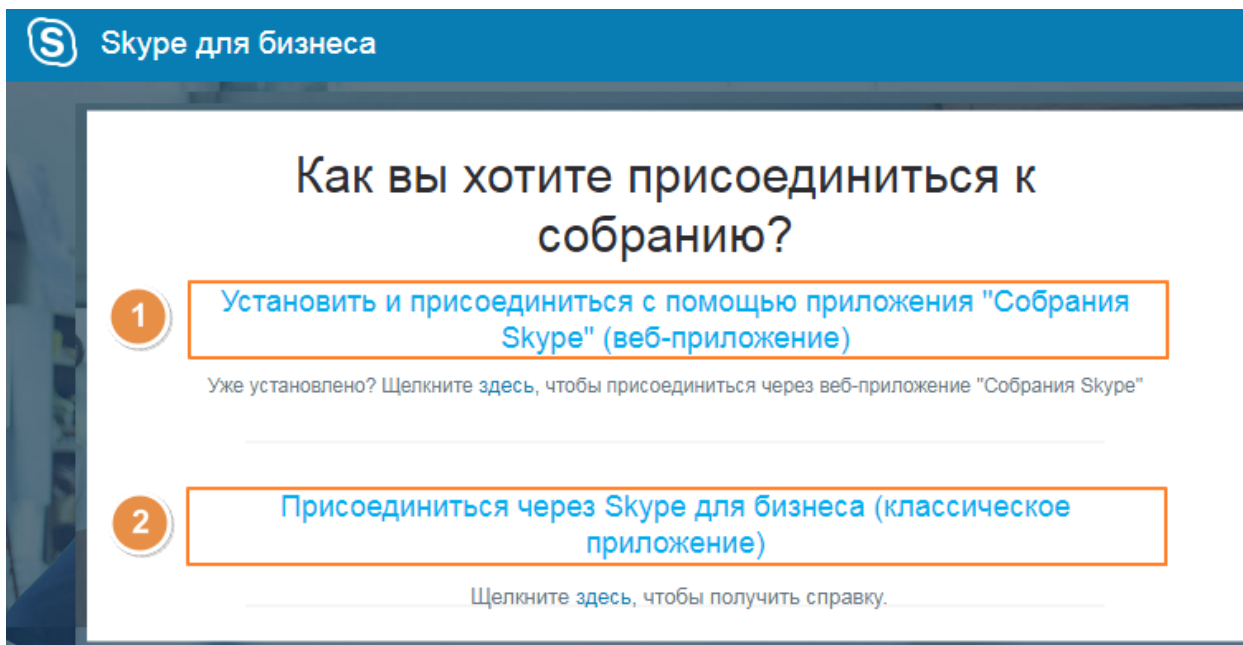 Skype для бизнеса
Как вы хотите присоединиться к
собранию?
1
Установить и присоединиться с помощью приложения "Собрания
Skype" (веб-приложение)
Уже установлено? Щелкните здесь, чтобы присоединиться через веб-приложение "Собрания Skype"
2
Присоединиться через Skype для бизнеса (классическое
приложение)
Щелкните здесь, чтобы получить справку.